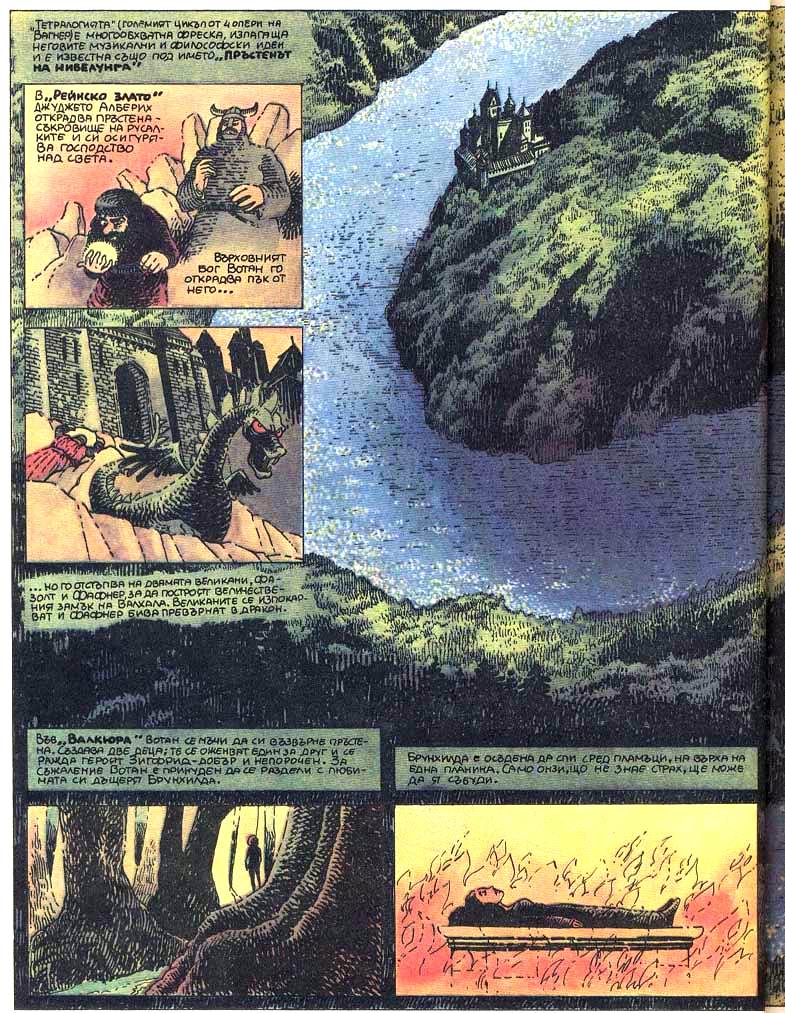 „Тетралогията” (големият цикъл от 4 опери на
Вагнер) е многообхватна фреска, излагаща
неговите музикални и философски идеи
и е известна също под името „Пръстенът
на Нибелунга”
В „Рейнско злато”
джуджето Алберих
открадва пръстена-
съкровище на русал-
ките и си осигуря-
ва господство
над света.
Върховният
бог Вотан го
открадва пък от
него...
...но го отстъпва на двамата великани, Фа-
золт и Фафнер, за да построят величестве-
ния замък на Валхала. Великаните се изпокар-
ват и Фафнер бива превърнат в дракон.
Във „Валкюра” Вотан се мъчи да си възвърне пръсте-
на. Създава две деца; те се оженват един за друг и се
ражда героят Зигфрид-добър и непорочен. За
съжаление Вотан е принуден да се раздели с люби-
мата си дъщеря Брунхилда.
Брунхилда е осъдена да спи сред пламъци, на върха на
една планина. Само онзи, що не знае страх, ще може
да я събуди.